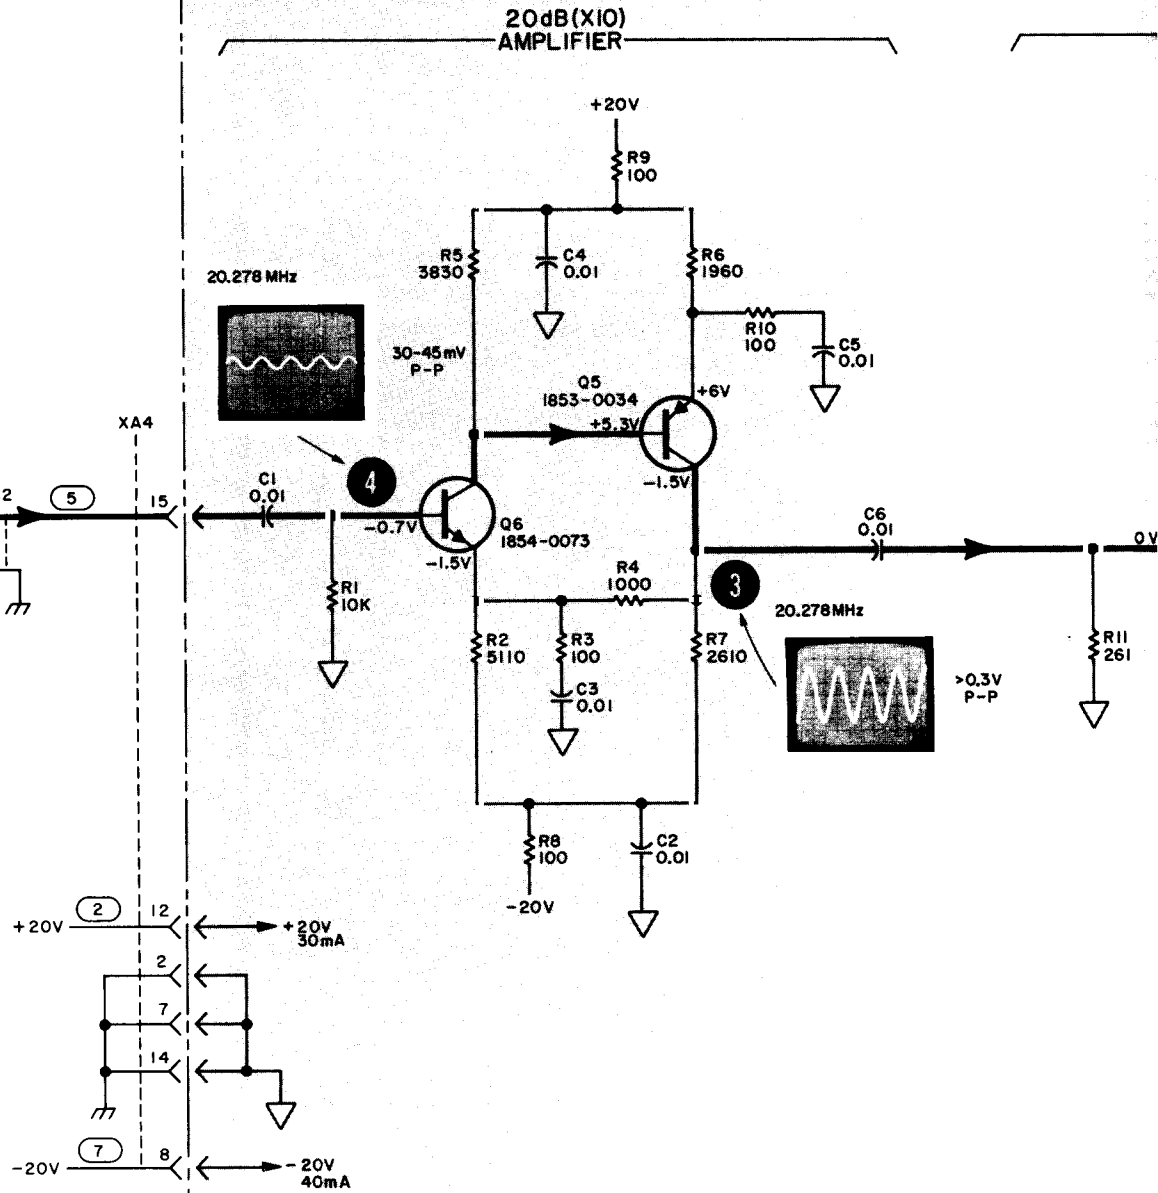 20dB(X10)
AMPLIFIER
+20V
R9
100
R5
3830
C4
0.01
R6
1960
20.278 MHz
R10
100
C5
0.01
30-45mV
P-P
Q5
1853-0034
+6V
+5.3V
XA4
-1.5V
2
5
15
C1
0.01
4
-0.7V
Q6
1854-0073
-1.5V
C6
0.01
0V
R4
1000
3
20.278MHz
R1
10K
R2
5110
R3
100
R7
2610
R11
261
C3
0.01
>0.3V
P-P
R8
100
C2
0.01
-20V
+20V
2
12
+20V
30mA
2
7
14
-20V
7
8
-20V
40mA